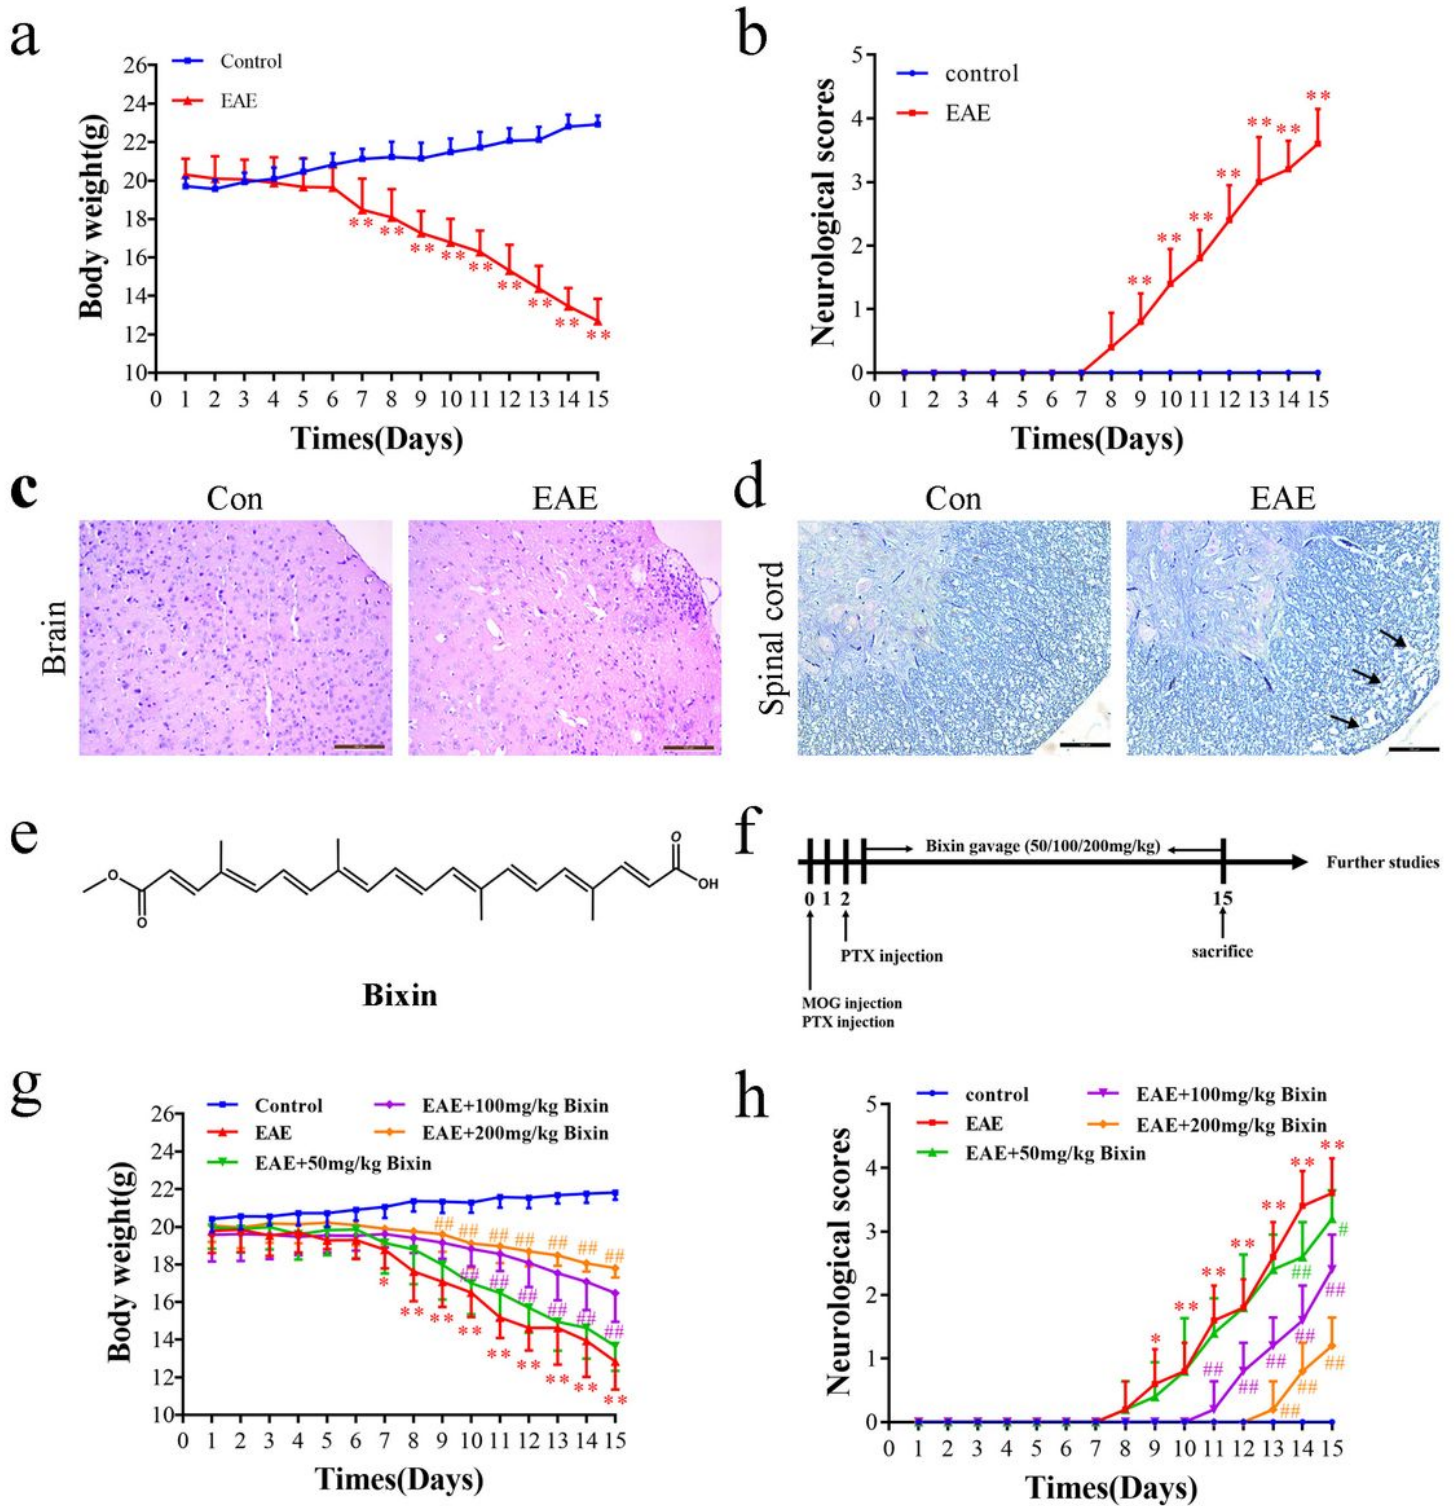 a
Control
EAE
Body weight(g)
26
24
22
20
18
16
14
12
10
** ** ** ** ** ** ** ** **
0 1 2 3 4 5 6 7 8 9 10 11 12 13 14 15
Times(Days)
b
control
EAE
Neurological scores
5
4
3
2
1
0
** ** ** ** ** ** **
0 1 2 3 4 5 6 7 8 9 10 11 12 13 14 15
Times(Days)
c
Con
EAE
Brain
d
Con
EAE
Spinal cord
e
O
O
O
OH
Bixin
f
Bixin gavage (50/100/200mg/kg)
Further studies
0 1 2
15
PTX injection
sacrifice
MOG injection
PTX injection
g
Control
EAE
EAE+50mg/kg Bixin
EAE+100mg/kg Bixin
EAE+200mg/kg Bixin
Body weight(g)
26
24
22
20
18
16
14
12
10
## ## ## ## ## ## ##
## ## ## ## ## ##
* ** ** ** ** ** ** ** **
0 1 2 3 4 5 6 7 8 9 10 11 12 13 14 15
Times(Days)
h
control
EAE
EAE+50mg/kg Bixin
EAE+100mg/kg Bixin
EAE+200mg/kg Bixin
Neurological scores
5
4
3
2
1
0
* ** ** ** ** ** **
## #
## ## ## ## ##
## ## ##
0 1 2 3 4 5 6 7 8 9 10 11 12 13 14 15
Times(Days)